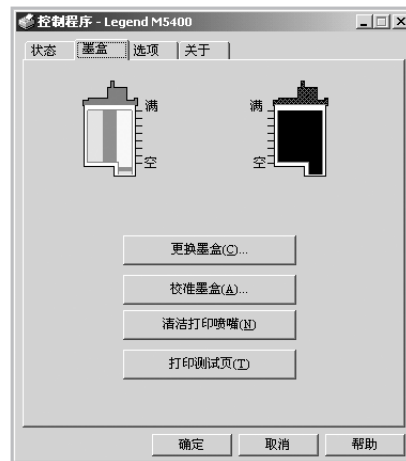 控制程序 - Legend M5400
状态 墨盒 选项 关于
满 满
空 空
更换墨盒(C)...
校准墨盒(A)...
清洁打印喷嘴(N)
打印测试页(T)
确定 取消 帮助